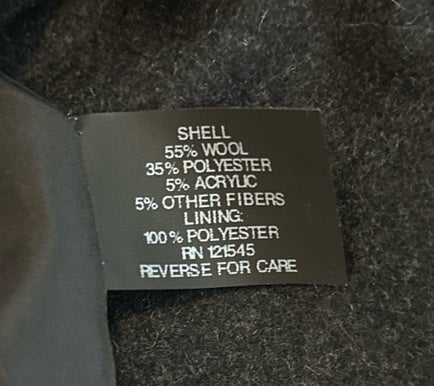 SHELL
55% WOOL
35% POLYESTER
5% ACRYLIC
5% OTHER FIBERS
LINING:
100% POLYESTER
RN 121545
REVERSE FOR CARE